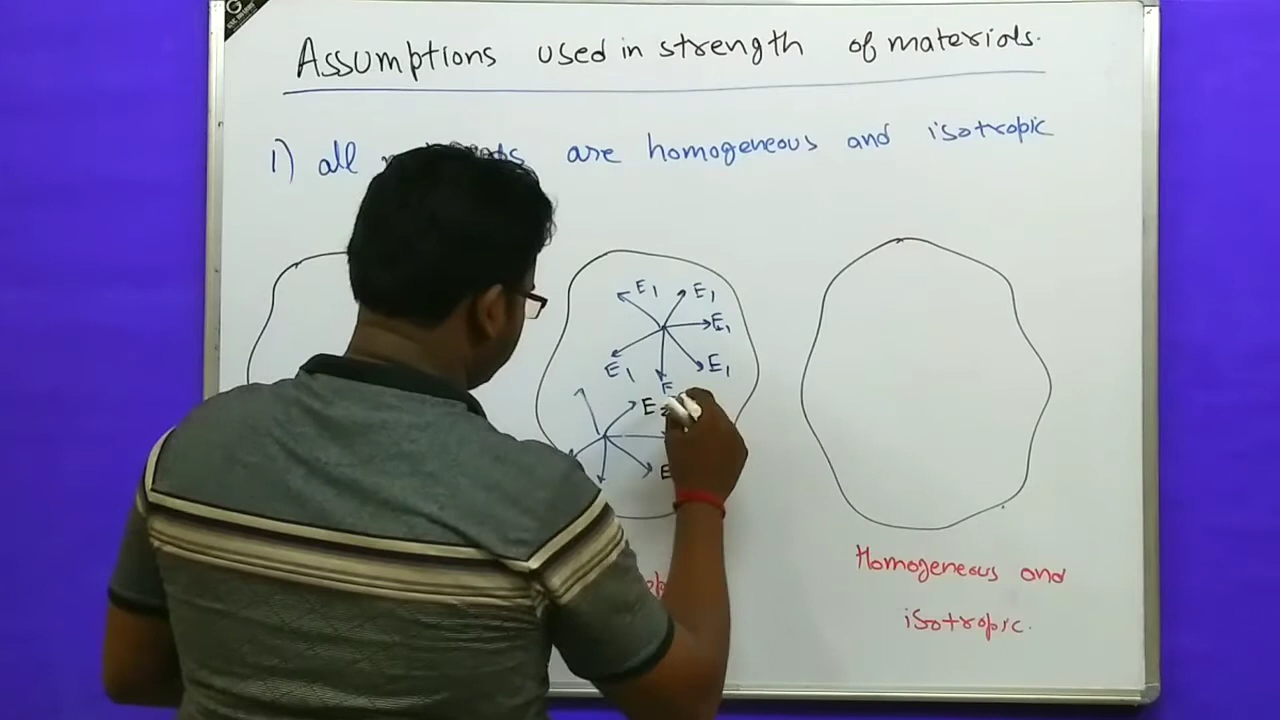 Assumptions used in strength of materials.
1) all are homogeneous and isotropic
E1 E1
E1
E1 E1
E
E
E
Homogeneous and
isotropic.